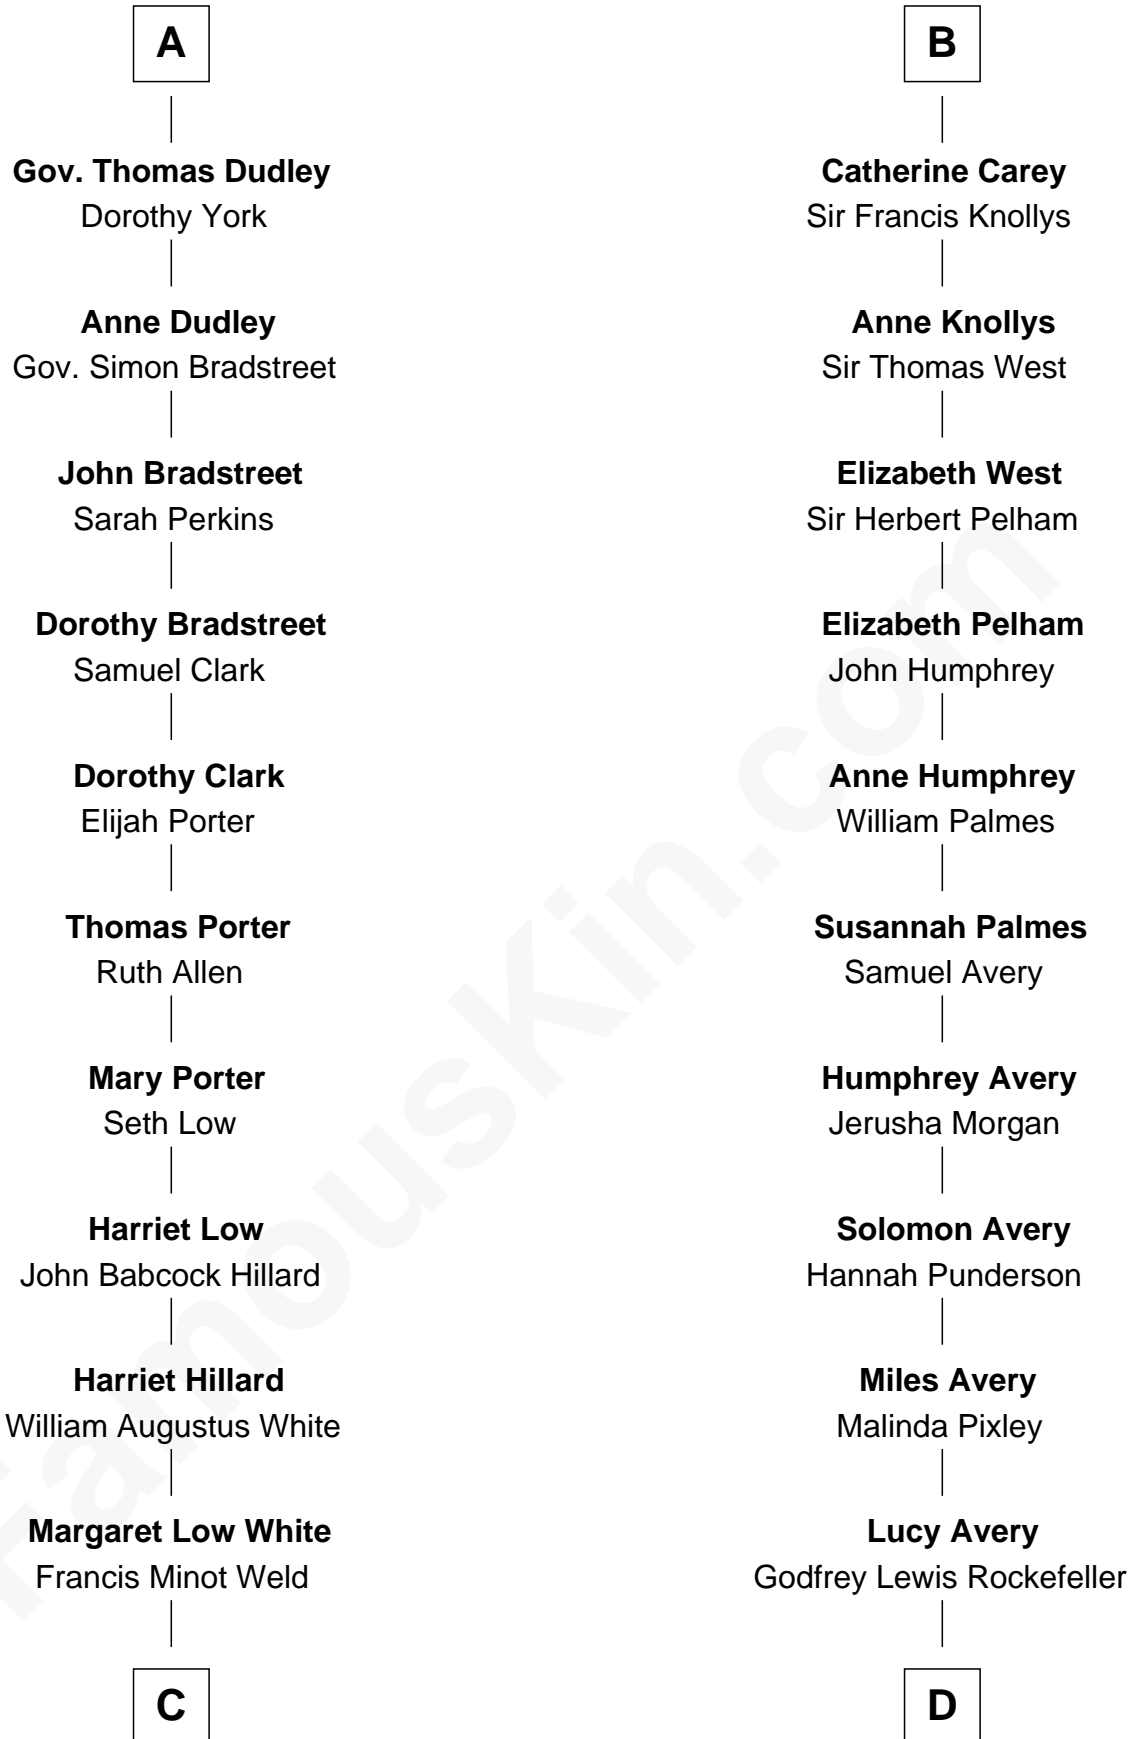 A
Gov. Thomas Dudley
Dorothy York
Anne Dudley
Gov. Simon Bradstreet
John Bradstreet
Sarah Perkins
Dorothy Bradstreet
Samuel Clark
Dorothy Clark
Elijah Porter
Thomas Porter
Ruth Allen
Mary Porter
Seth Low
Harriet Low
John Babcock Hillard
Harriet Hillard
William Augustus White
Margaret Low White
Francis Minot Weld
C
B
Catherine Carey
Sir Francis Knollys
Anne Knollys
Sir Thomas West
Elizabeth West
Sir Herbert Pelham
Elizabeth Pelham
John Humphrey
Anne Humphrey
William Palmes
Susannah Palmes
Samuel Avery
Humphrey Avery
Jerusha Morgan
Solomon Avery
Hannah Punderson
Miles Avery
Malinda Pixley
Lucy Avery
Godfrey Lewis Rockefeller
D
FamousKin.com